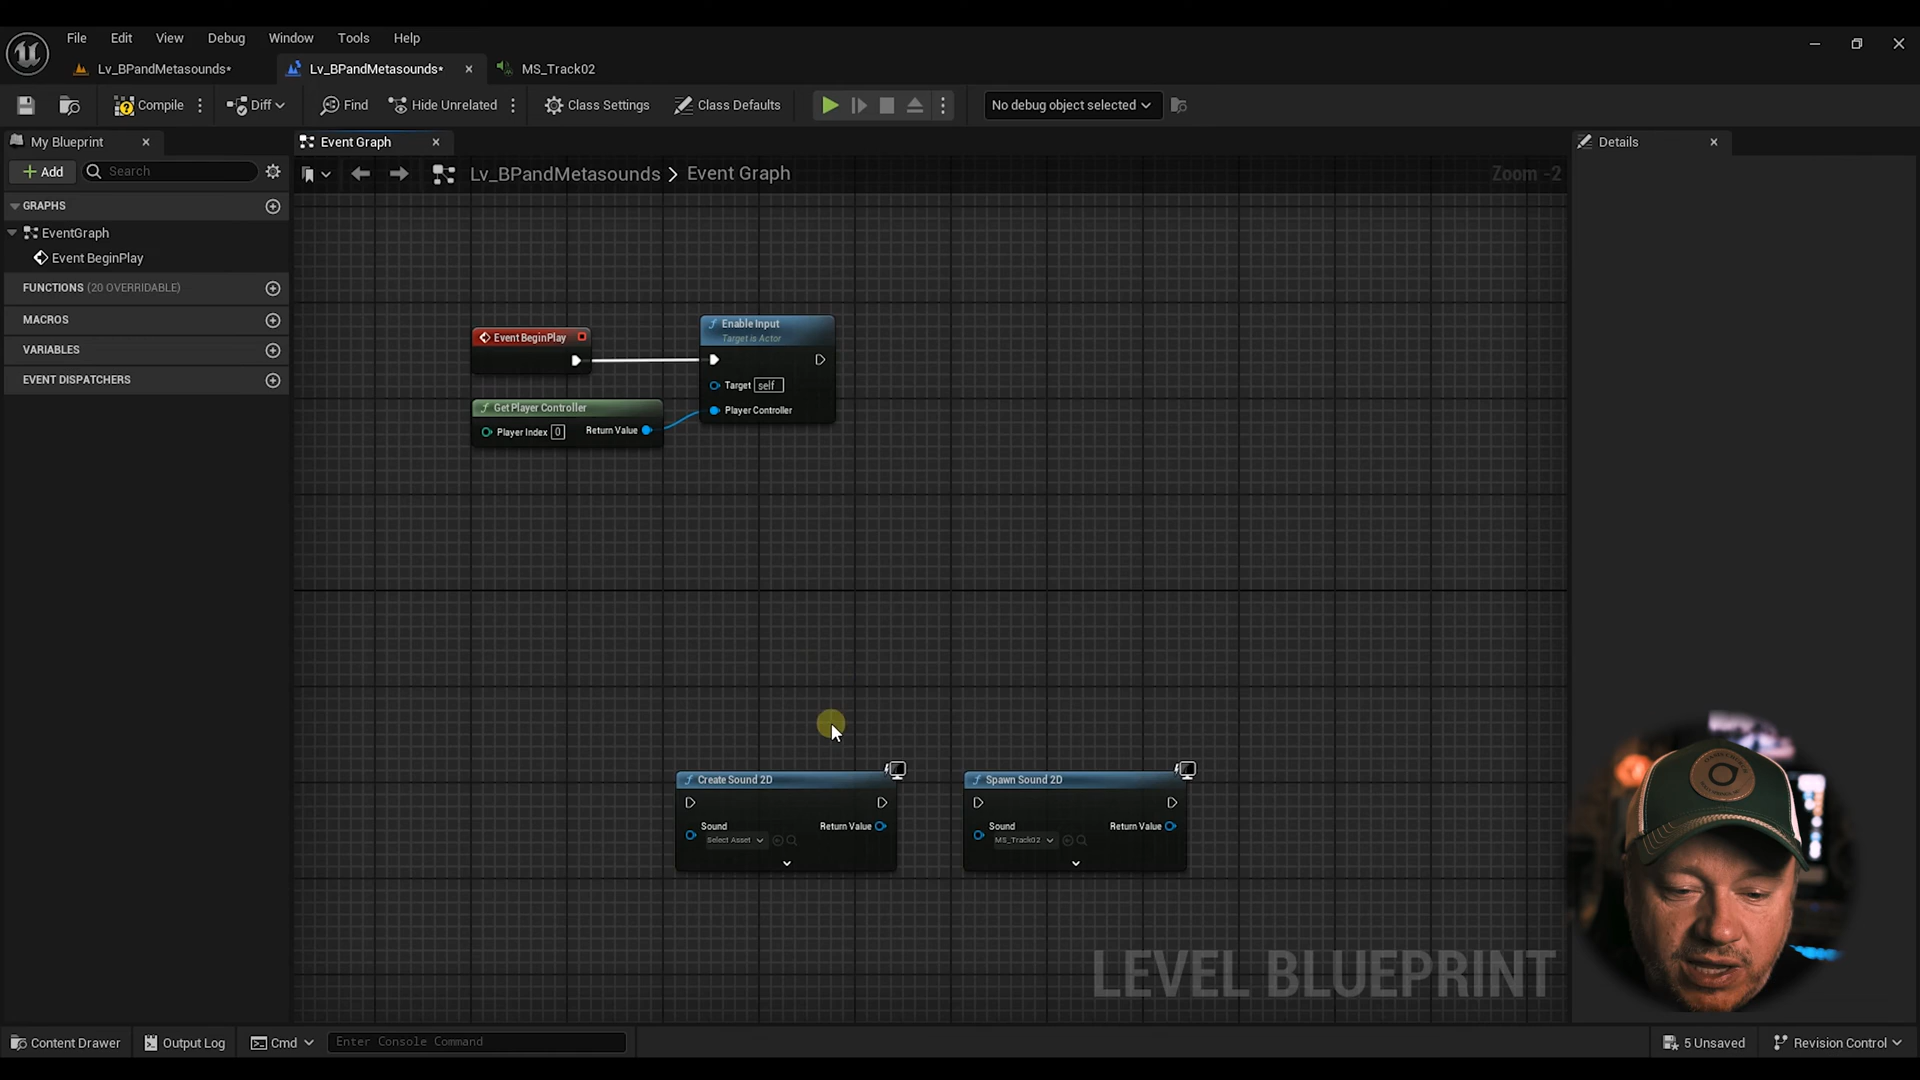 File Edit View Debug Window Tools Help
Lv_BPandMetasounds* Lv_BPandMetasounds* MS_Track02
Compile Diff Find Hide Unrelated Class Settings Class Defaults No debug object selected
My Blueprint Event Graph Details
Add Search Lv_BPandMetasounds > Event Graph Zoom -2
GRAPHS
EventGraph
Event BeginPlay
FUNCTIONS (20 OVERRIDABLE)
MACROS
VARIABLES
EVENT DISPATCHERS
Event BeginPlay
Enable Input
Target is Actor
Target self
Player Controller
Get Player Controller
Player Index 0 Return Value
Create Sound 2D
Sound Return Value
Select Asset
Spawn Sound 2D
Sound Return Value
MS_Track02
LEVEL BLUEPRINT
Content Drawer Output Log Cmd Enter Console Command 5 Unsaved Revision Control